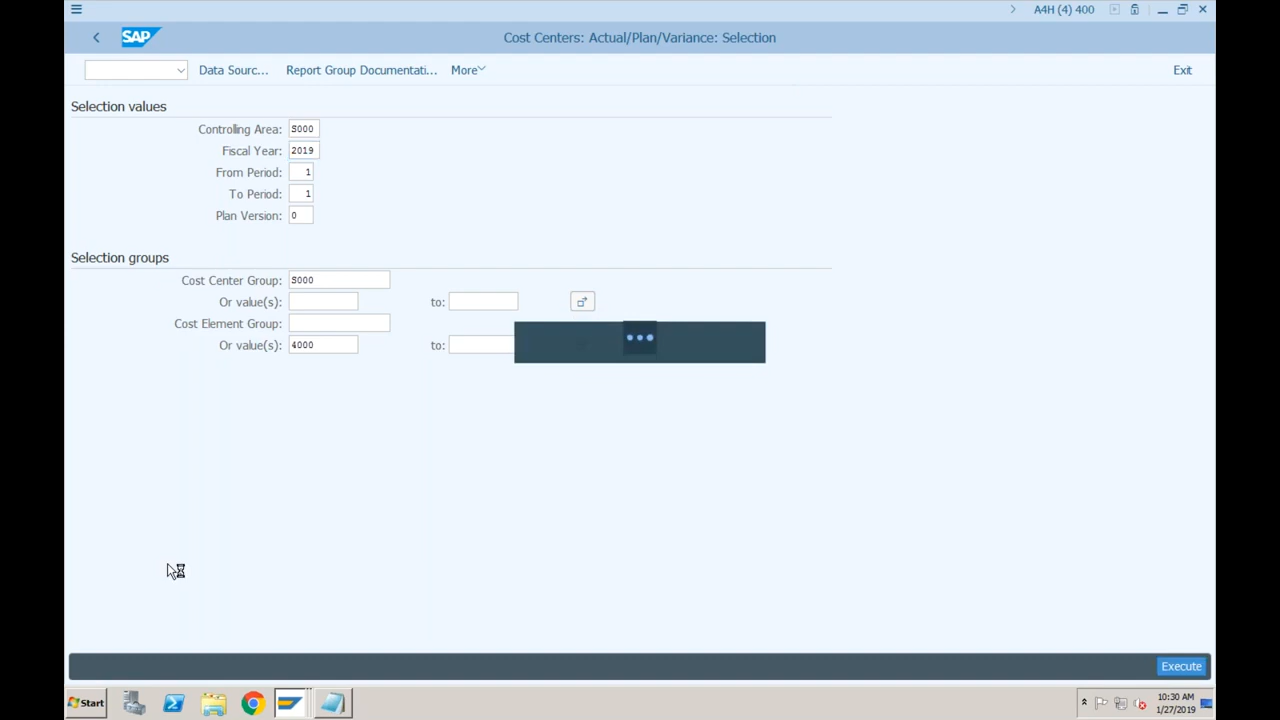 A4H (4) 400
SAP
Cost Centers: Actual/Plan/Variance: Selection
Data Sourc... Report Group Documentati... More Exit
Selection values
Controlling Area: S000
Fiscal Year: 2019
From Period: 1
To Period: 1
Plan Version: 0
Selection groups
Cost Center Group: S000
Or value(s): to:
Cost Element Group:
Or value(s): 4000 to:
Execute
Start
10:30 AM
1/27/2019